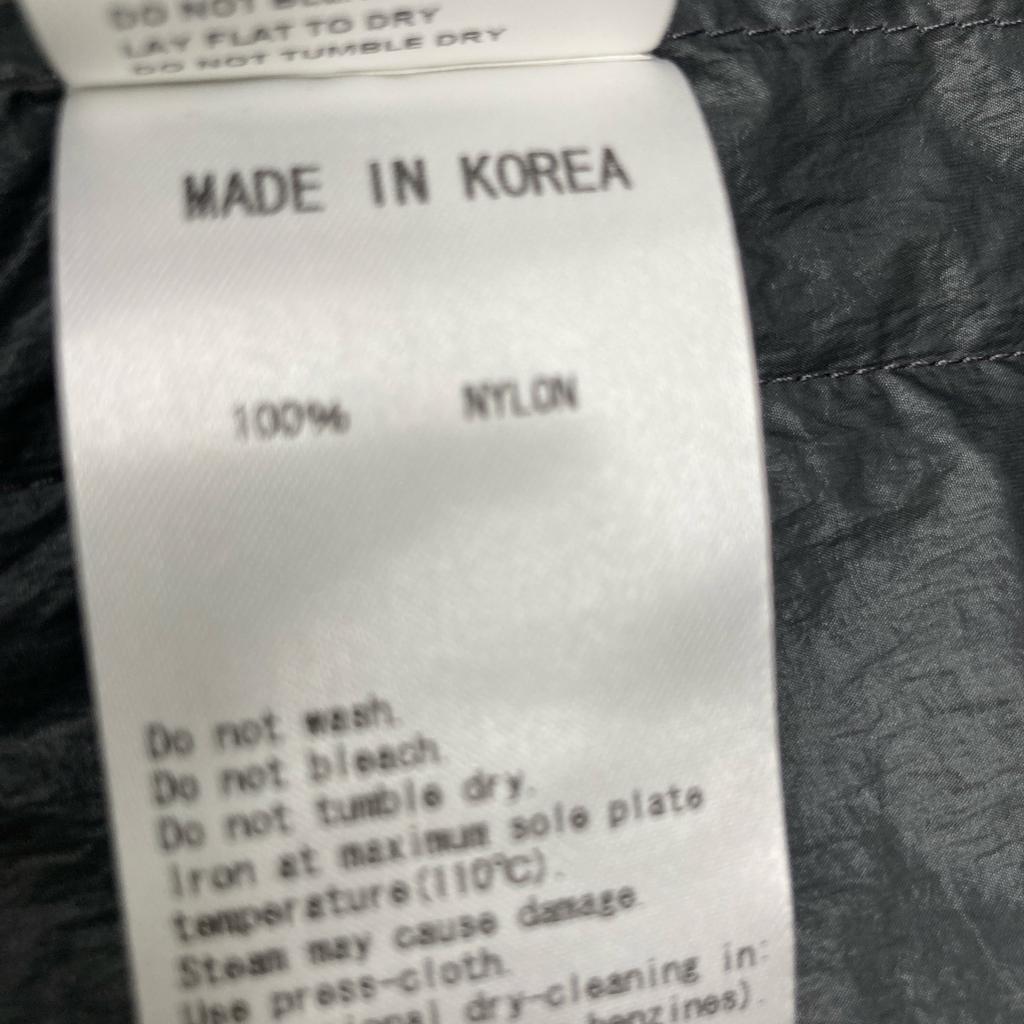 DO NOT
LAY FLAT TO DRY
DO NOT TUMBLE DRY
MADE IN KOREA
100% NYLON
Do not wash.
Do not bleach.
Do not tumble dry.
Iron at maximum sole plate
temperature(110℃).
Steam may cause damage.
Use press-cloth.
dry-cleaning in:
benzines).